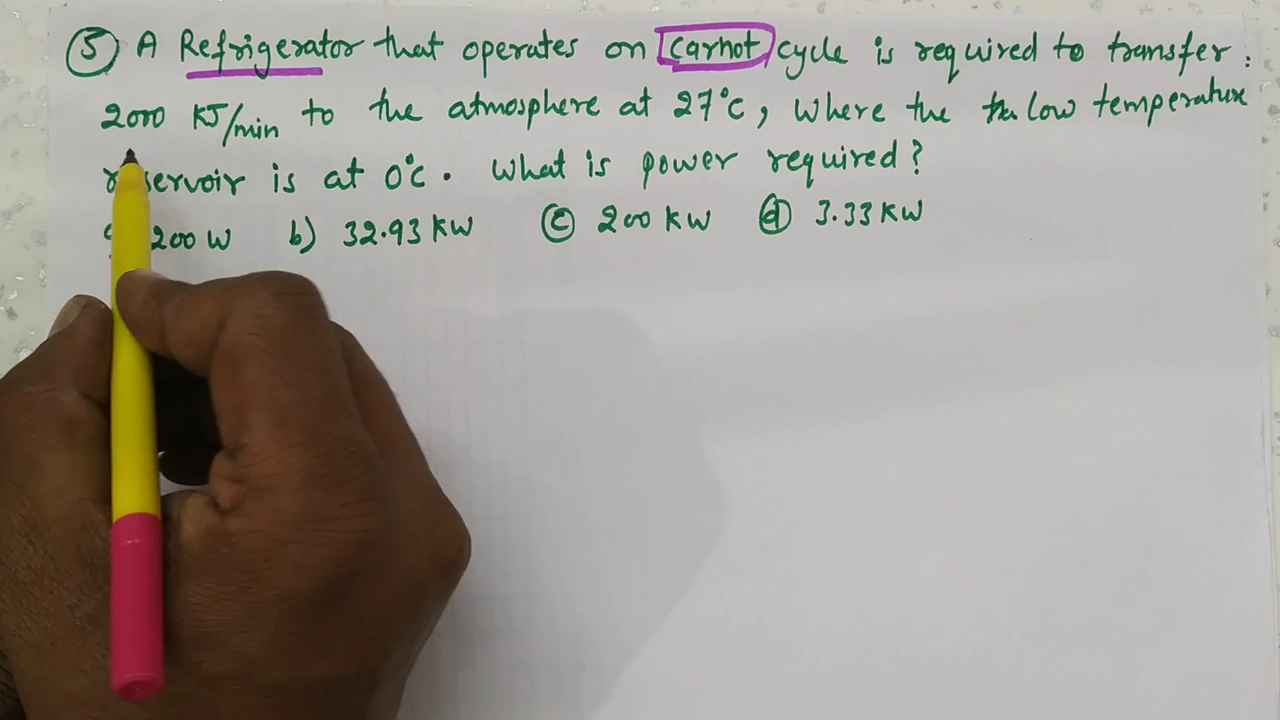 5 A Refrigerator that operates on Carnot cycle is required to transfer :
2000 KJ/min to the atmosphere at 27°C, Where the low temperature
reservoir is at 0°C. What is power required?
200 W b) 32.93 KW c 200 KW d 3.33 KW